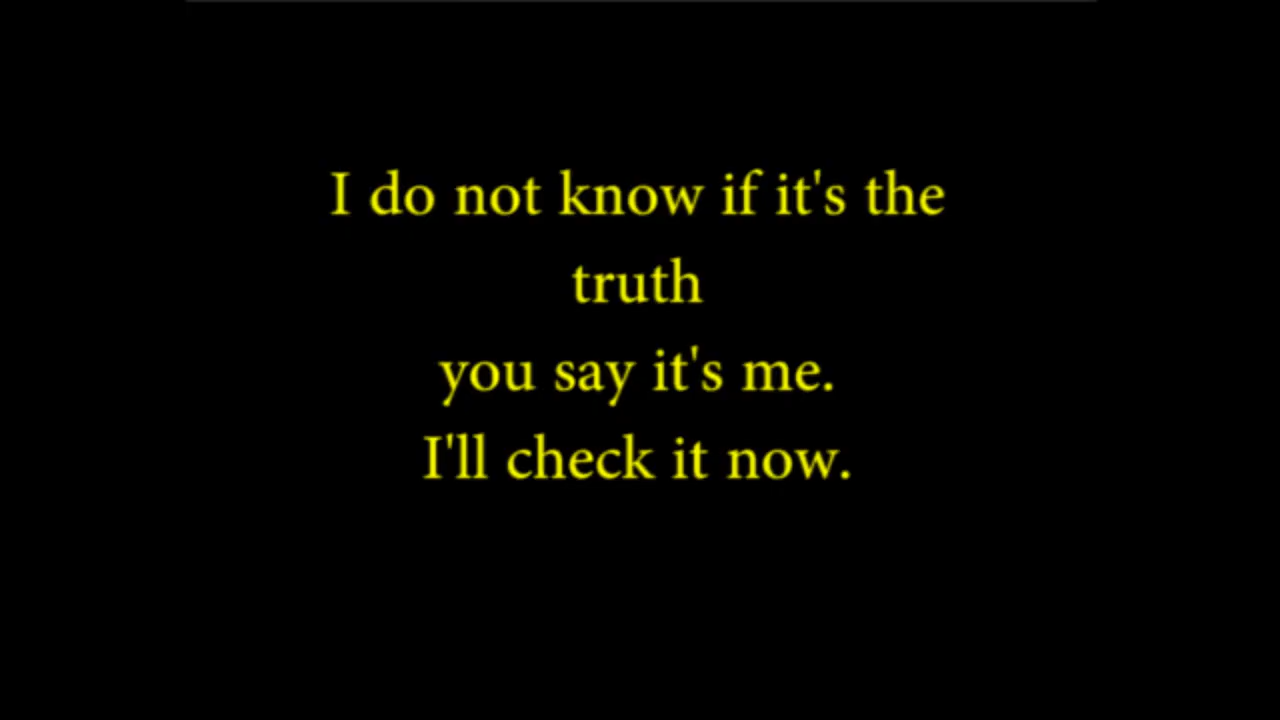 I do not know if it's the
truth
you say it's me.
I'll check it now.